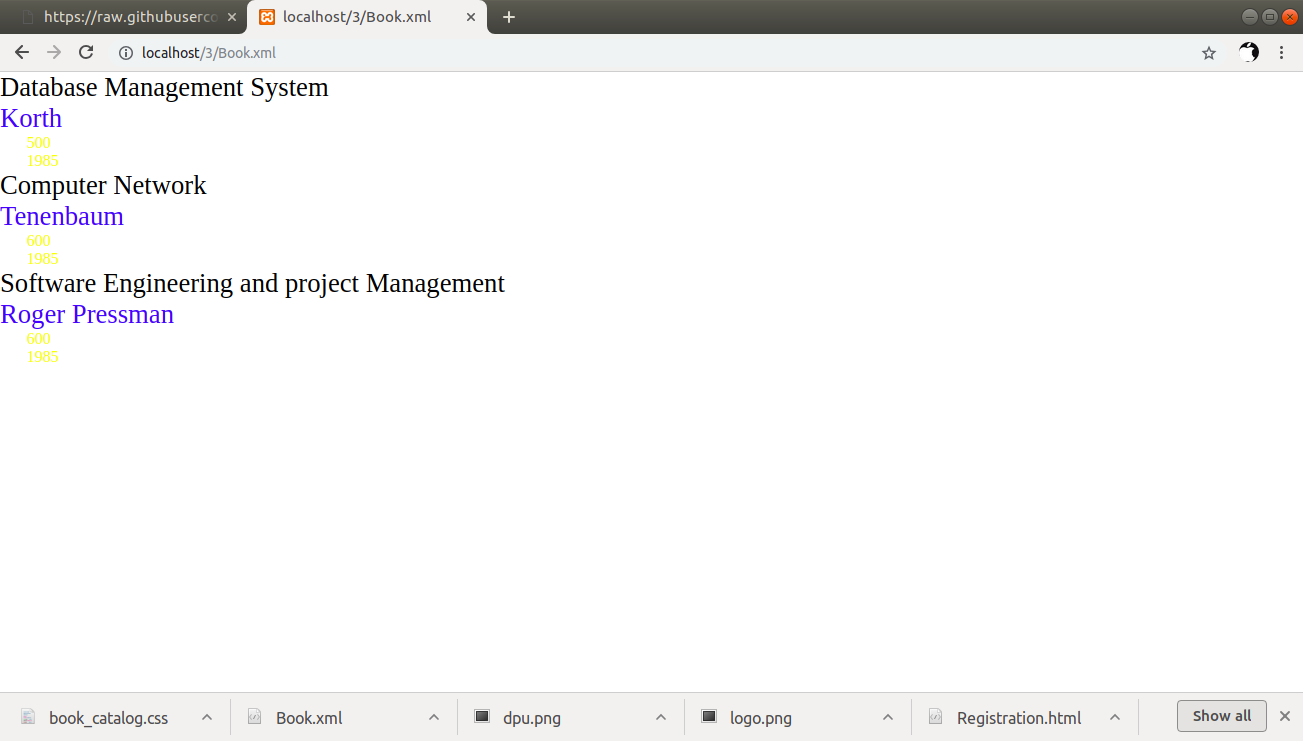 https://raw.githubuserco
localhost/3/Book.xml
localhost/3/Book.xml
Database Management System
Korth
500
1985
Computer Network
Tenenbaum
600
1985
Software Engineering and project Management
Roger Pressman
600
1985
book_catalog.css
Book.xml
dpu.png
logo.png
Registration.html
Show all